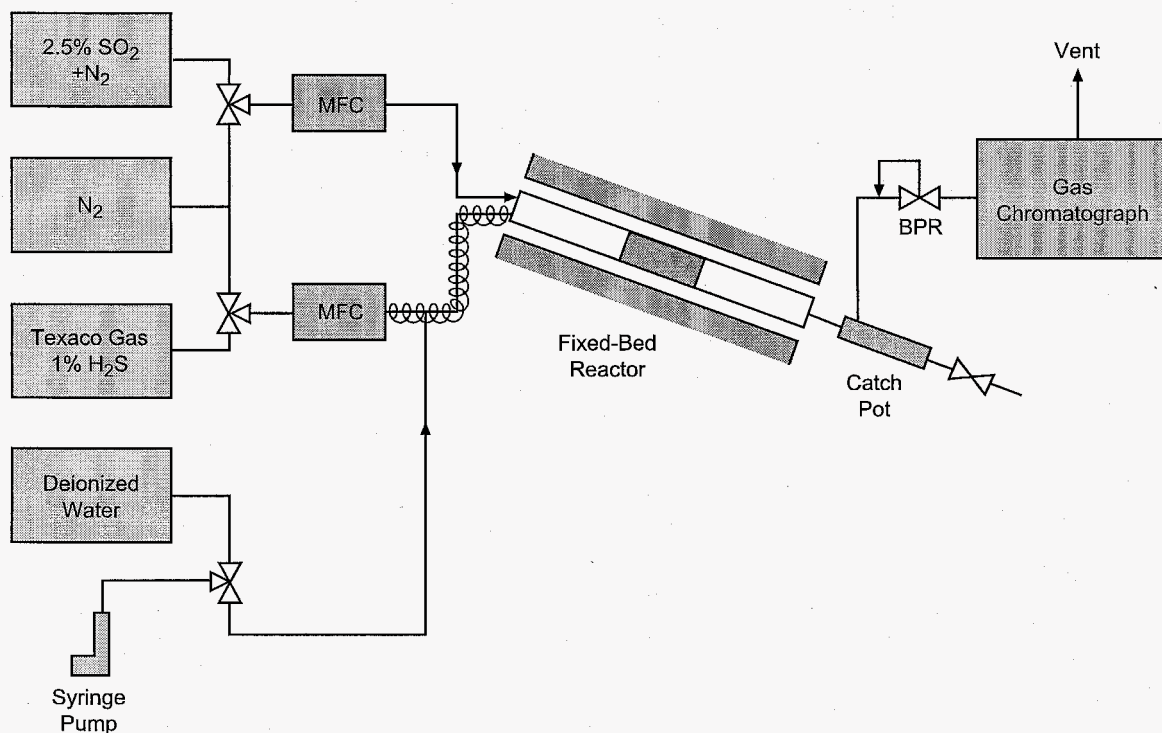 2.5% SO2
+N2
MFC
Vent
N2
Gas
Chromatograph
BPR
Texaco Gas
1% H2S
MFC
Fixed-Bed
Reactor
Catch
Pot
Deionized
Water
Syringe
Pump